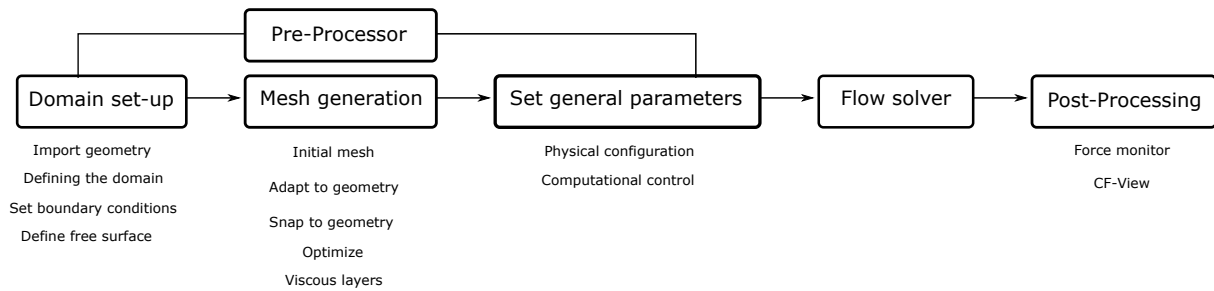 Pre-Processor
Domain set-up
Mesh generation
Set general parameters
Flow solver
Post-Processing
Import geometry
Defining the domain
Set boundary conditions
Define free surface
Initial mesh
Adapt to geometry
Snap to geometry
Optimize
Viscous layers
Physical configuration
Computational control
Force monitor
CF-View